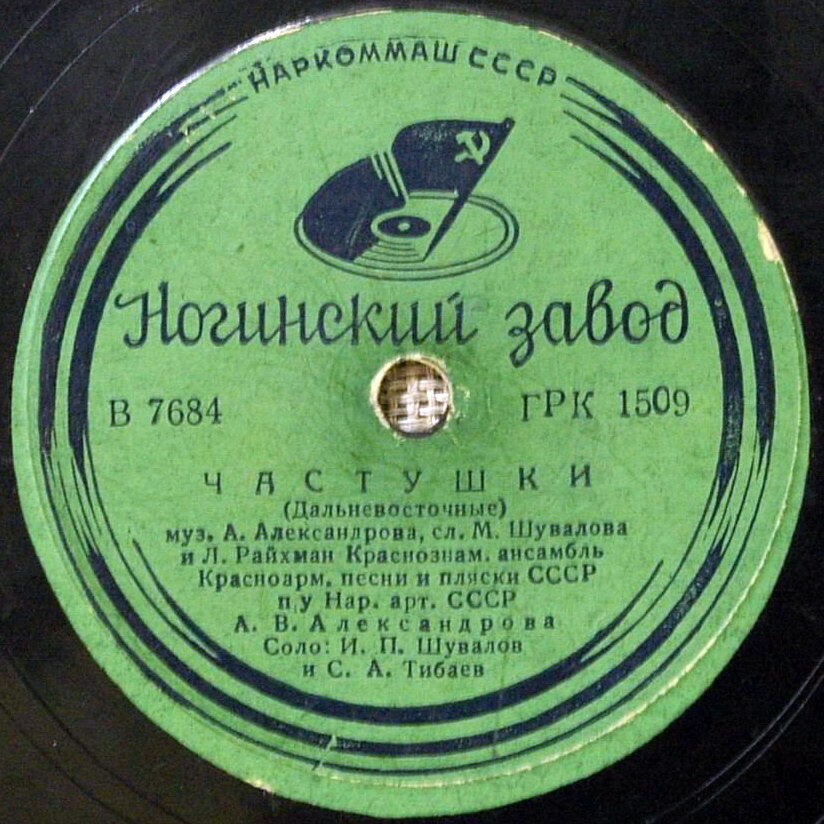 НАРКОММАШ СССР
Ногинский завод
В 7684 ГРК 1509
ЧАСТУШКИ
(Дальневосточные)
муз. А. Александрова, сл. М. Шувалова
и Л. Райхман Краснознам. ансамбль
Красноарм. песни и пляски СССР
п/у Нар. арт. СССР
А. В. Александрова
Соло: И. П. Шувалов
и С. А. Тибаев